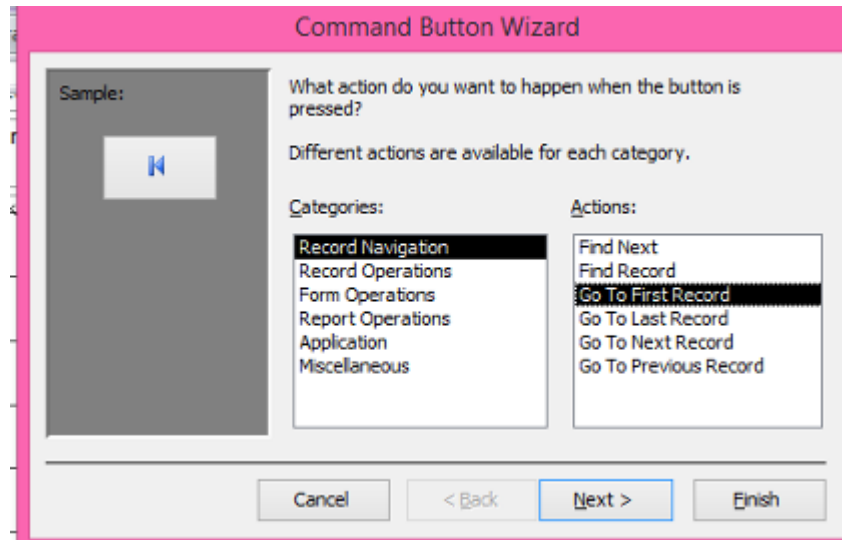 Command Button Wizard
Sample:
What action do you want to happen when the button is
pressed?
Different actions are available for each category.
Categories:
Record Navigation
Record Operations
Form Operations
Report Operations
Application
Miscellaneous
Actions:
Find Next
Find Record
Go To First Record
Go To Last Record
Go To Next Record
Go To Previous Record
Cancel
< Back
Next >
Finish